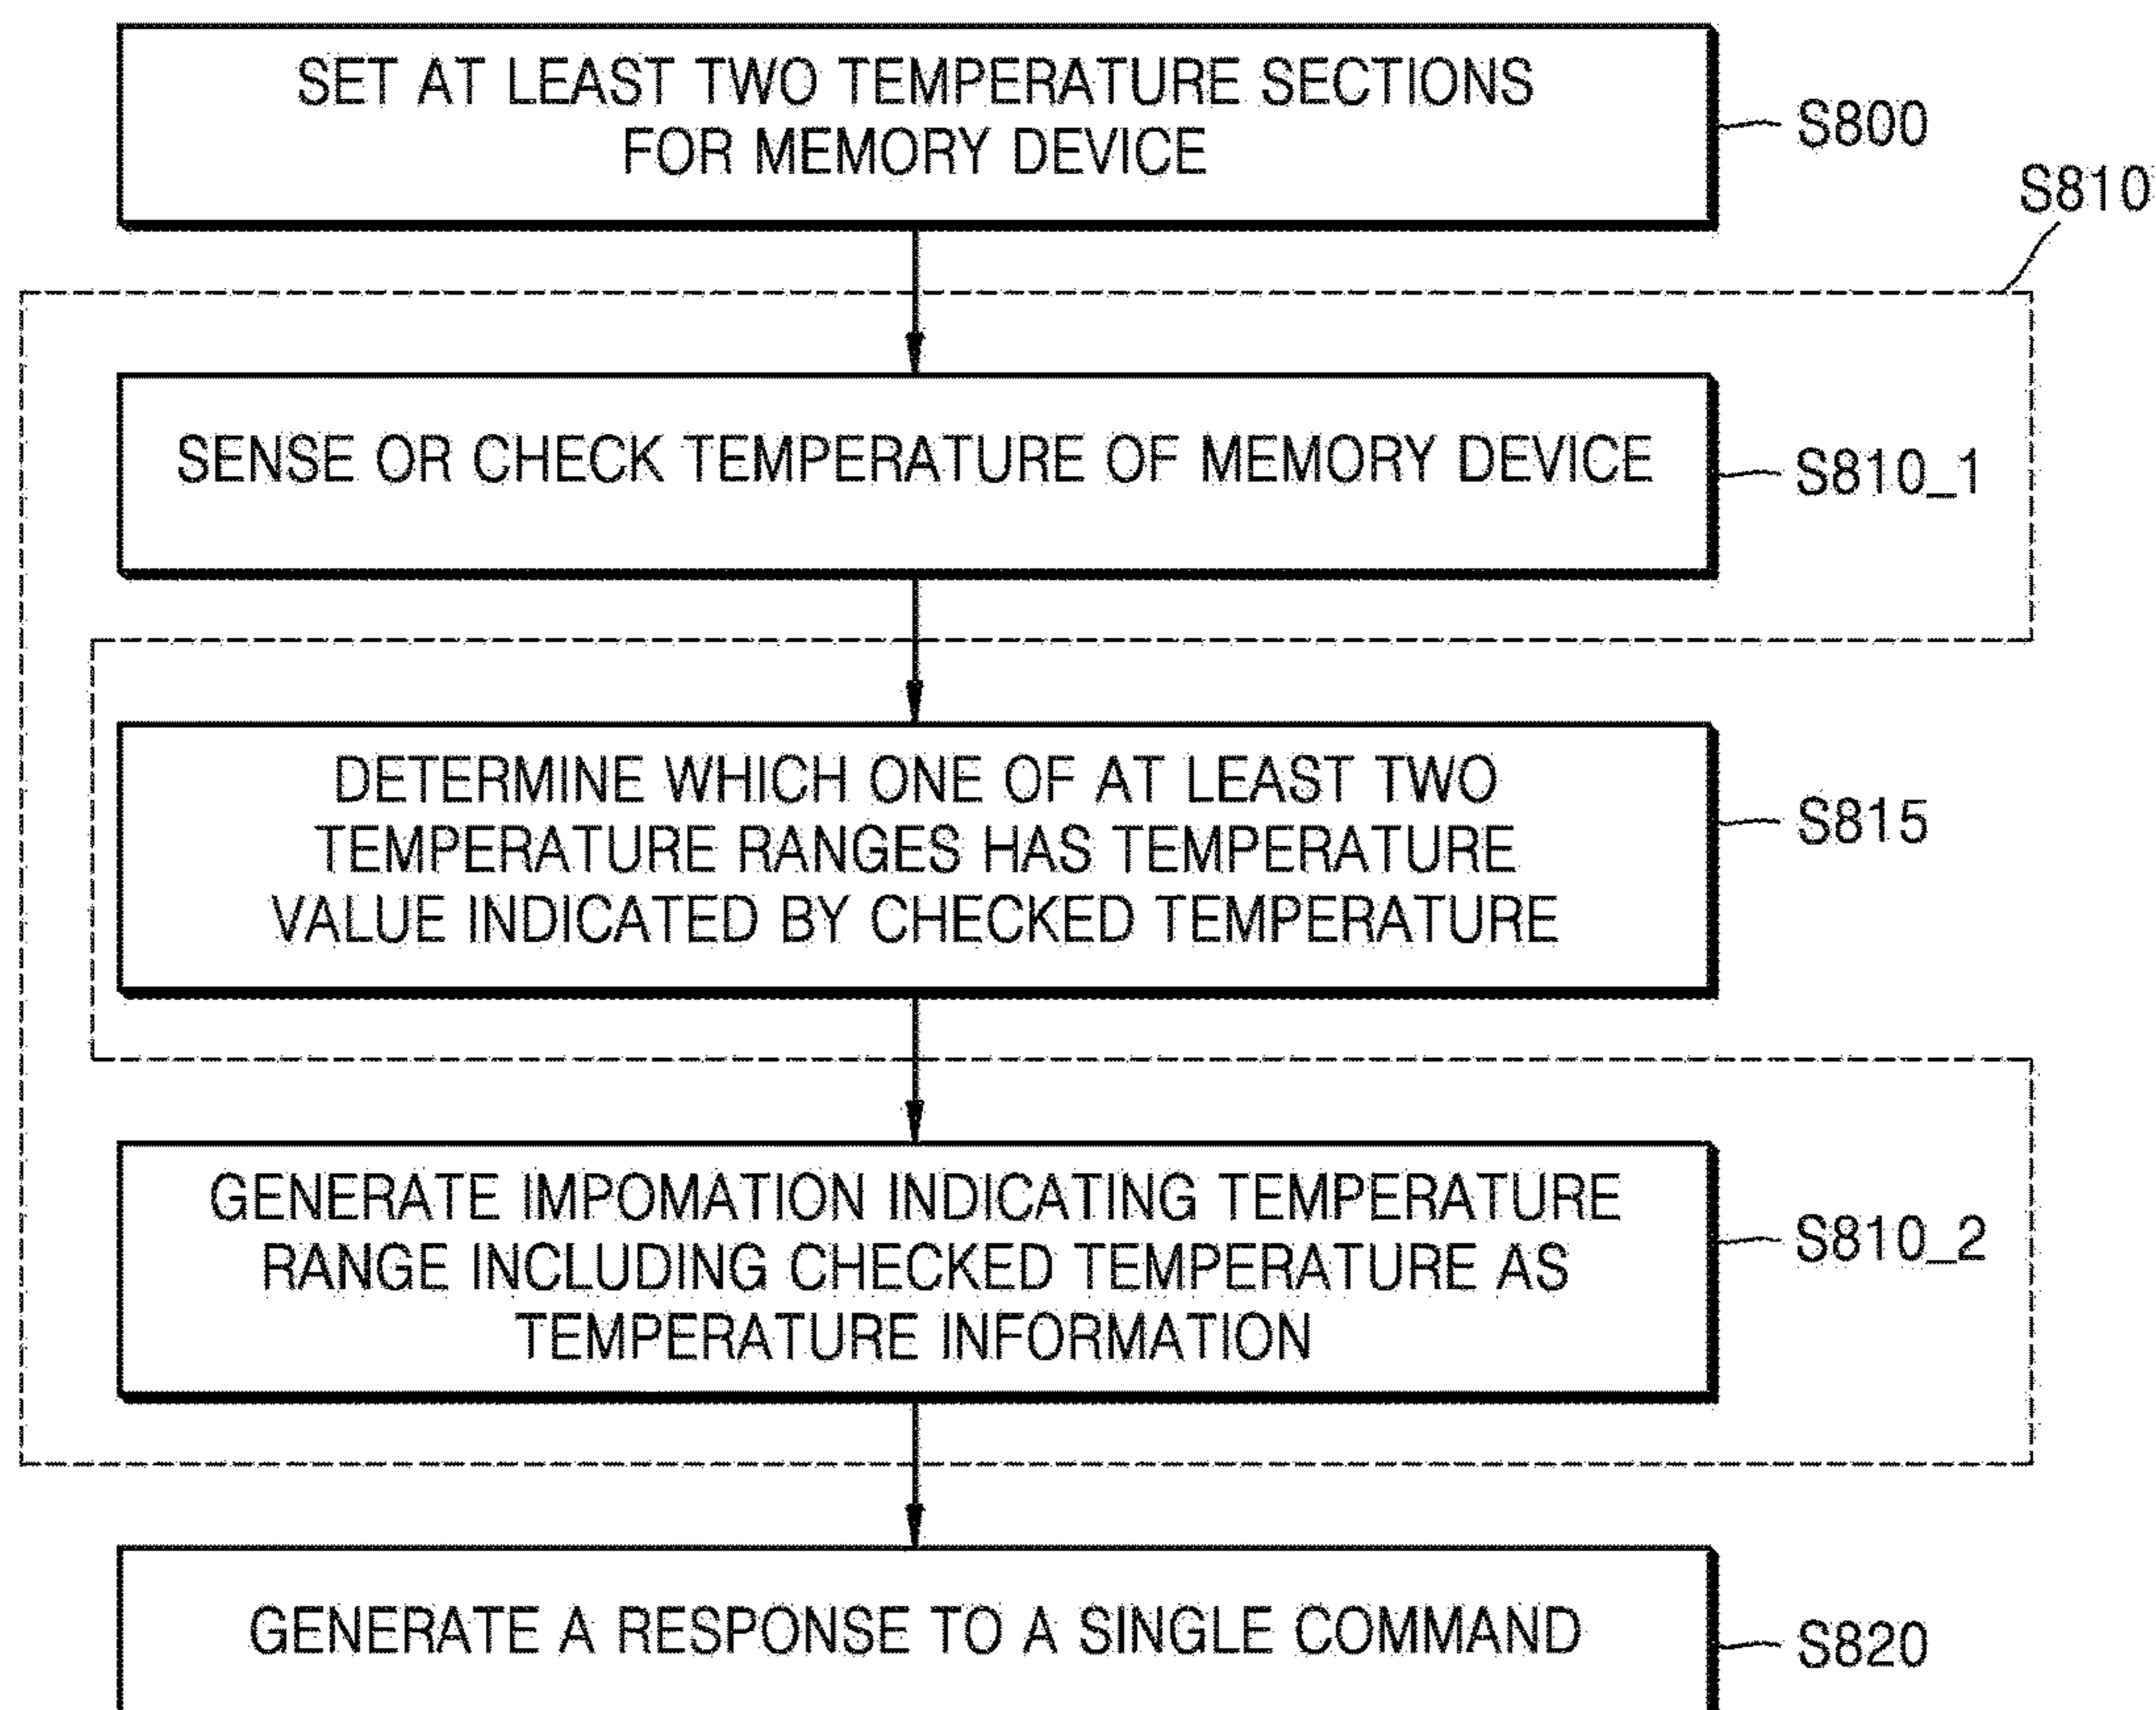 SET AT LEAST TWO TEMPERATURE SECTIONS
FOR MEMORY DEVICE
S800
S810
SENSE OR CHECK TEMPERATURE OF MEMORY DEVICE
S810_1
DETERMINE WHICH ONE OF AT LEAST TWO
TEMPERATURE RANGES HAS TEMPERATURE
VALUE INDICATED BY CHECKED TEMPERATURE
S815
GENERATE IMPOMATION INDICATING TEMPERATURE
RANGE INCLUDING CHECKED TEMPERATURE AS
TEMPERATURE INFORMATION
S810_2
GENERATE A RESPONSE TO A SINGLE COMMAND
S820